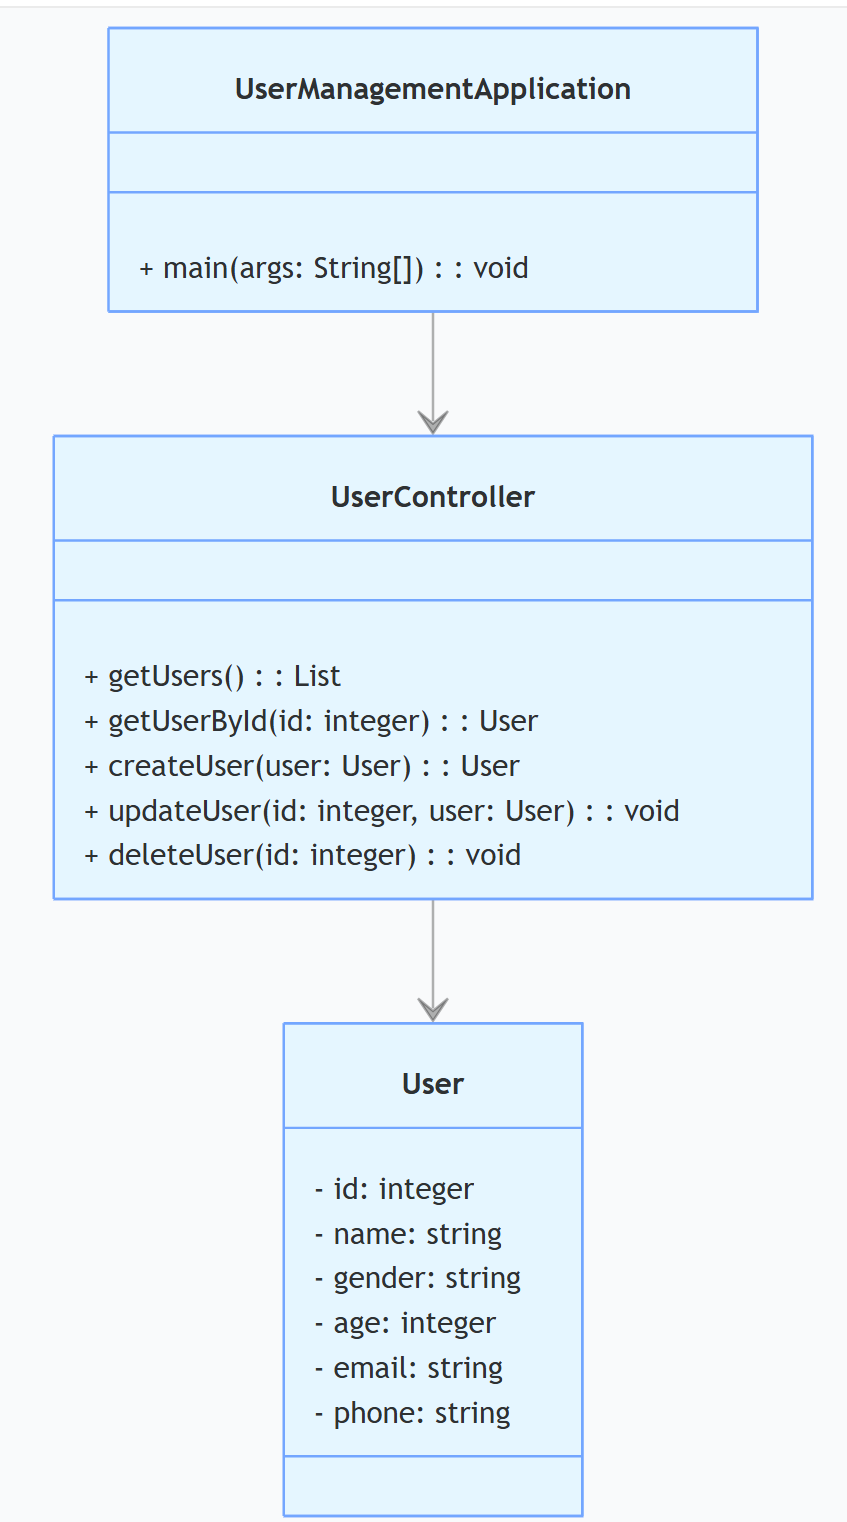 UserManagementApplication
+ main(args: String[]) : : void
UserController
+ getUsers() : : List
+ getUserById(id: integer) : : User
+ createUser(user: User) : : User
+ updateUser(id: integer, user: User) : : void
+ deleteUser(id: integer) : : void
User
- id: integer
- name: string
- gender: string
- age: integer
- email: string
- phone: string